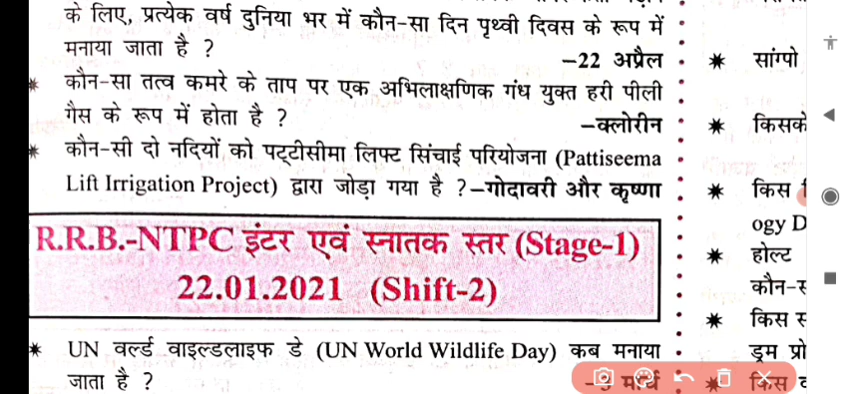 के लिए, प्रत्येक वर्ष दुनिया भर में कौन-सा दिन पृथ्वी दिवस के रूप में
मनाया जाता है ?
–22 अप्रैल
* कौन-सा तत्व कमरे के ताप पर एक अभिलाक्षणिक गंध युक्त हरी पीली
गैस के रूप में होता है ?
–क्लोरीन
* कौन-सी दो नदियों को पट्टीसीमा लिफ्ट सिंचाई परियोजना (Pattiseema
Lift Irrigation Project) द्वारा जोड़ा गया है ?–गोदावरी और कृष्णा
R.R.B.-NTPC इंटर एवं स्नातक स्तर (Stage-1)
22.01.2021 (Shift-2)
* UN वर्ल्ड वाइल्डलाइफ डे (UN World Wildlife Day) कब मनाया
जाता है ?
–3 मार्च
* सांग्पो
* किसके
* किस
ogy D
* होल्ट
कौन-स
* किस स
ड्रम प्रो
* किस